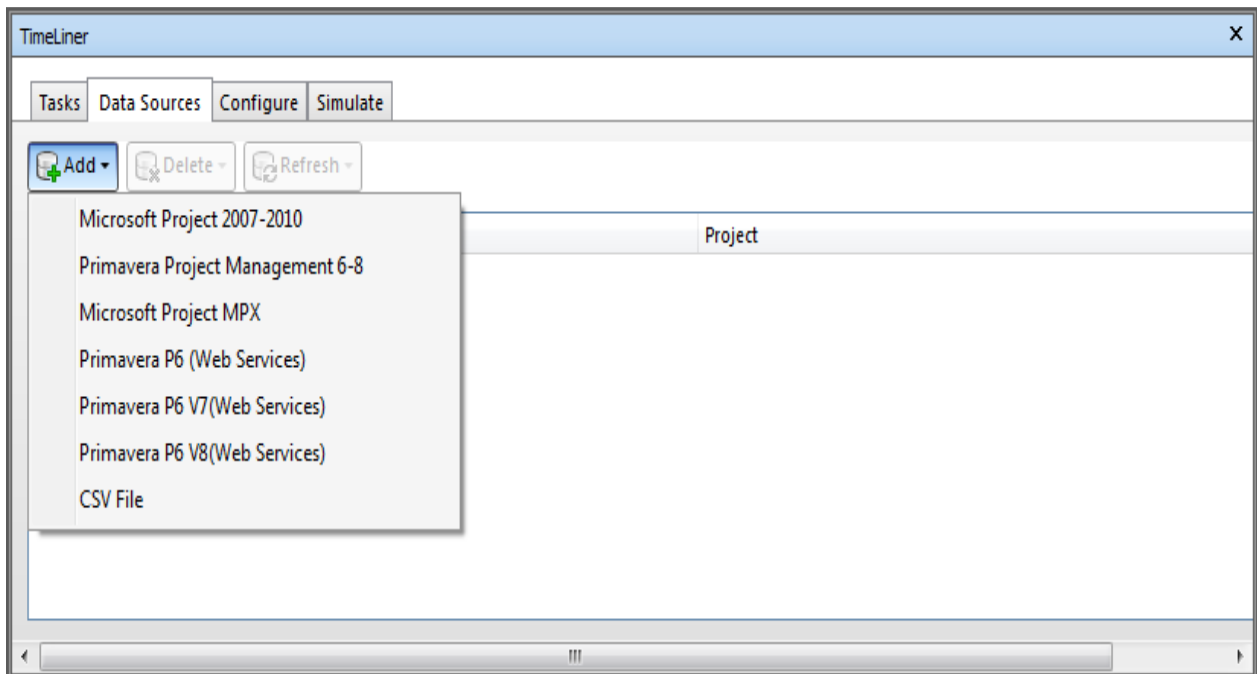 TimeLiner X
Tasks Data Sources Configure Simulate
Add Delete Refresh
Project
Microsoft Project 2007-2010
Primavera Project Management 6-8
Microsoft Project MPX
Primavera P6 (Web Services)
Primavera P6 V7(Web Services)
Primavera P6 V8(Web Services)
CSV File